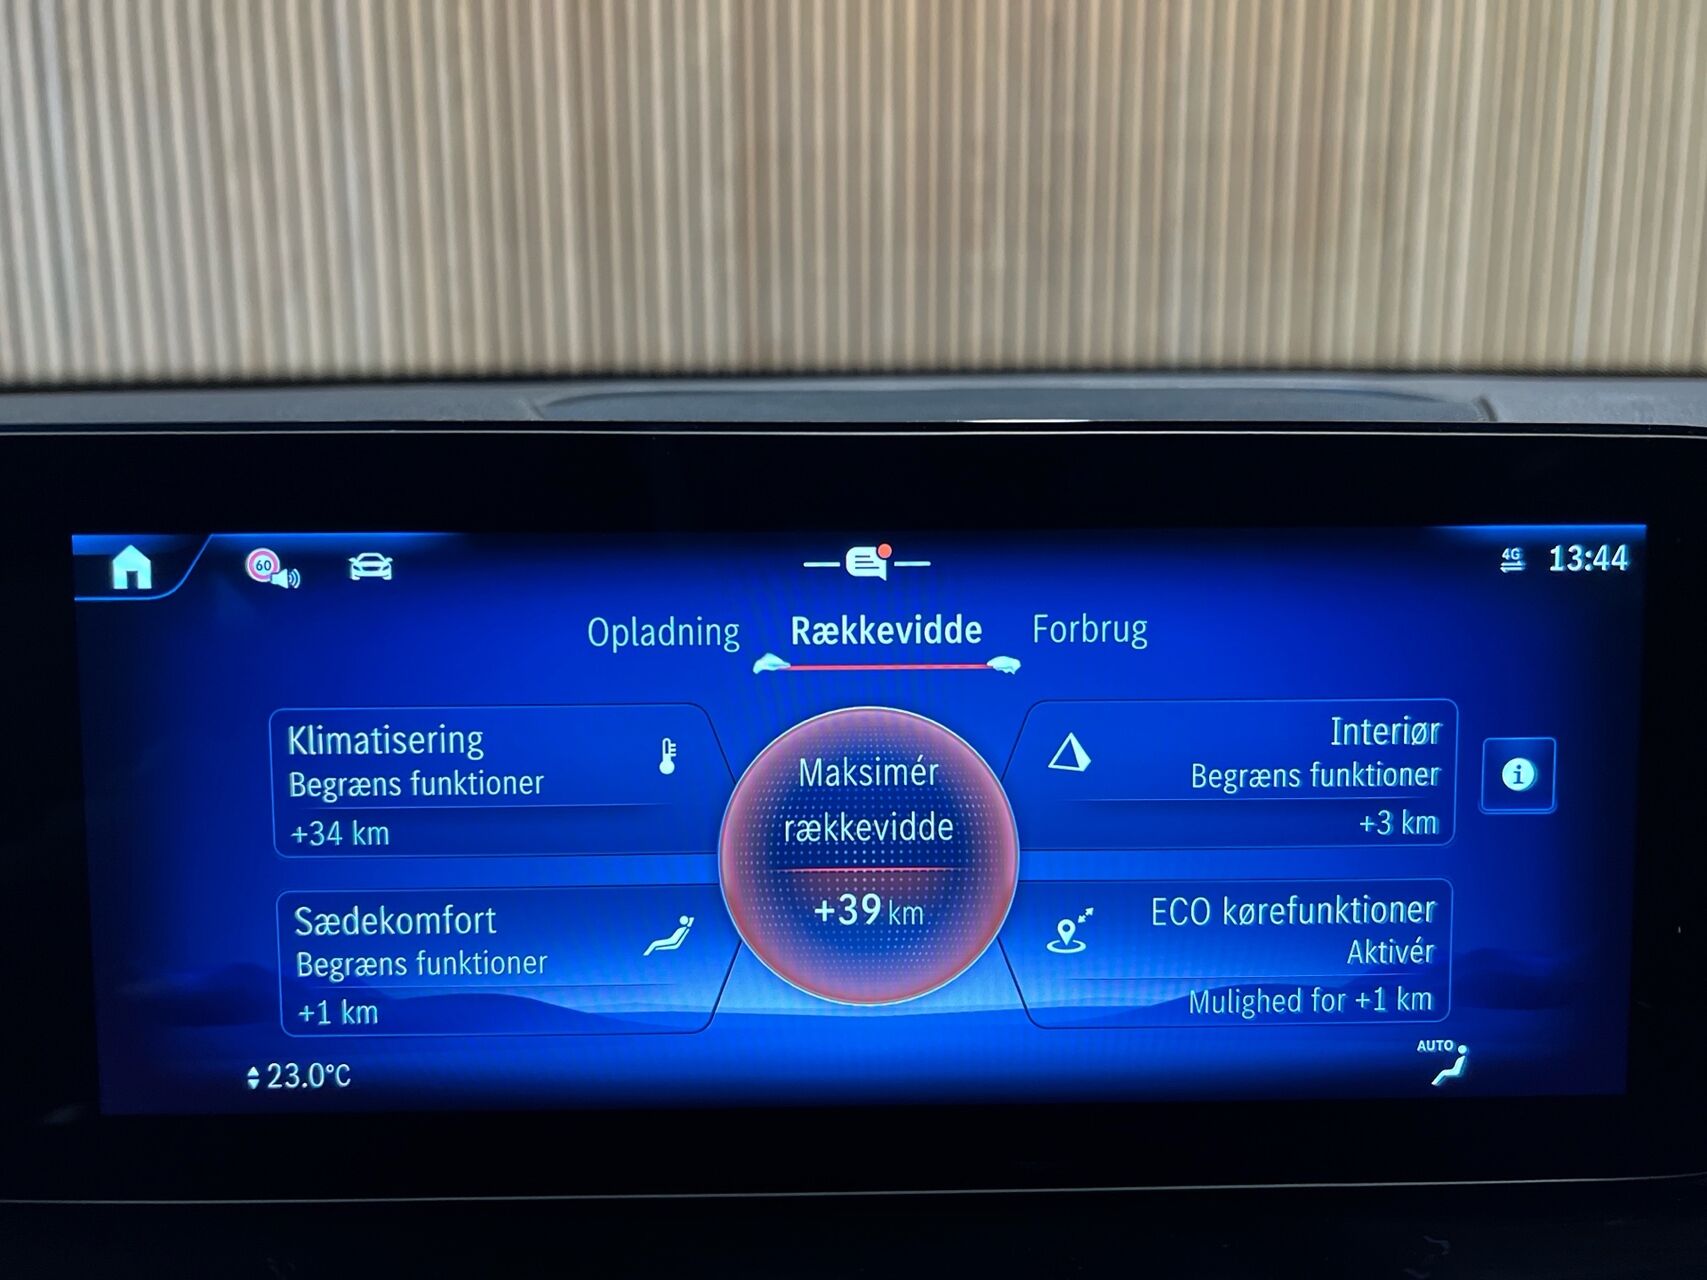 60
4G
13:44
Opladning
Rækkevidde
Forbrug
Klimatisering
Begræns funktioner
+34 km
Maksimér
rækkevidde
+39 km
Interiør
Begræns funktioner
+3 km
i
Sædekomfort
Begræns funktioner
+1 km
ECO kørefunktioner
Aktivér
Mulighed for +1 km
23.0°C
AUTO